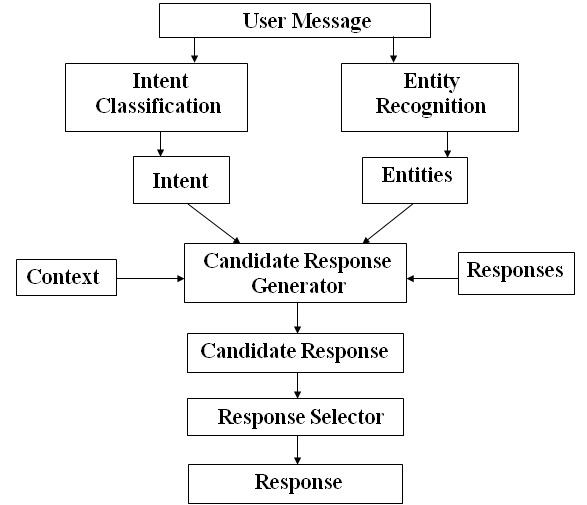 User Message
Intent
Classification
Entity
Recognition
Intent
Entities
Context
Candidate Response
Generator
Responses
Candidate Response
Response Selector
Response